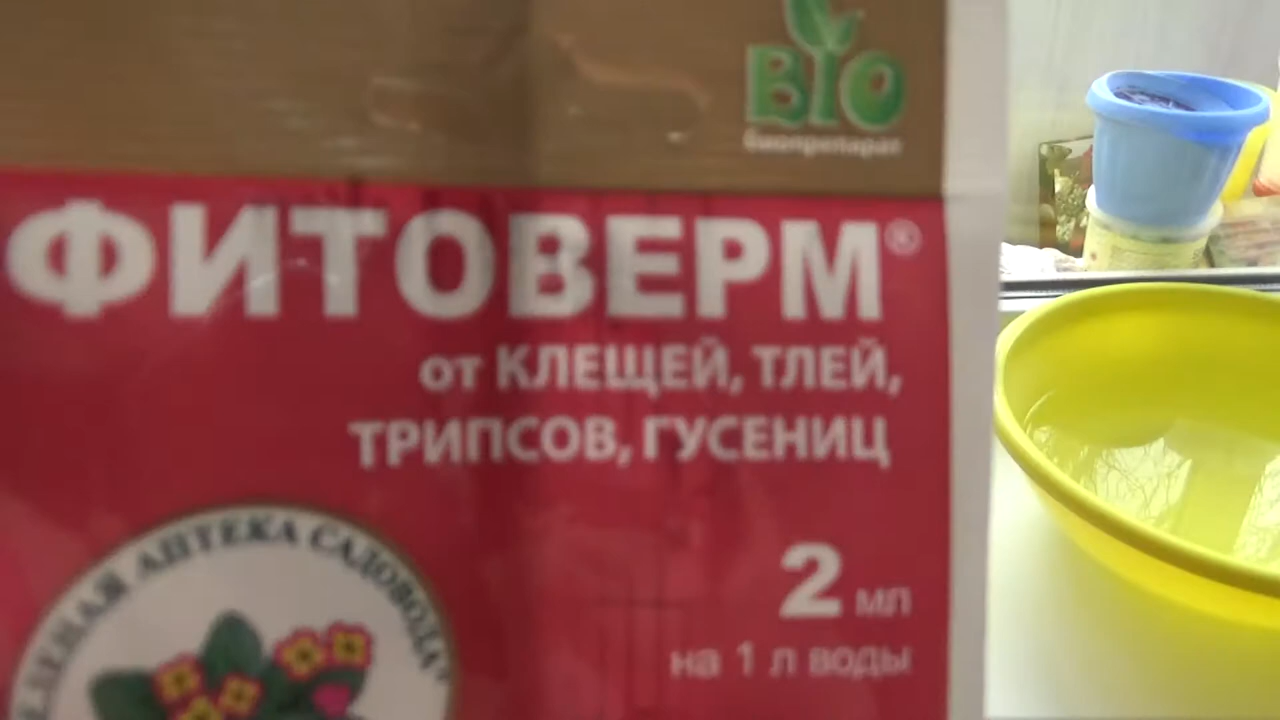 BIO
биопрепарат
ФИТОВЕРМ®
от КЛЕЩЕЙ, ТЛЕЙ,
ТРИПСОВ, ГУСЕНИЦ
2 мл
на 1 л воды
АПТЕКА САДОВОДА